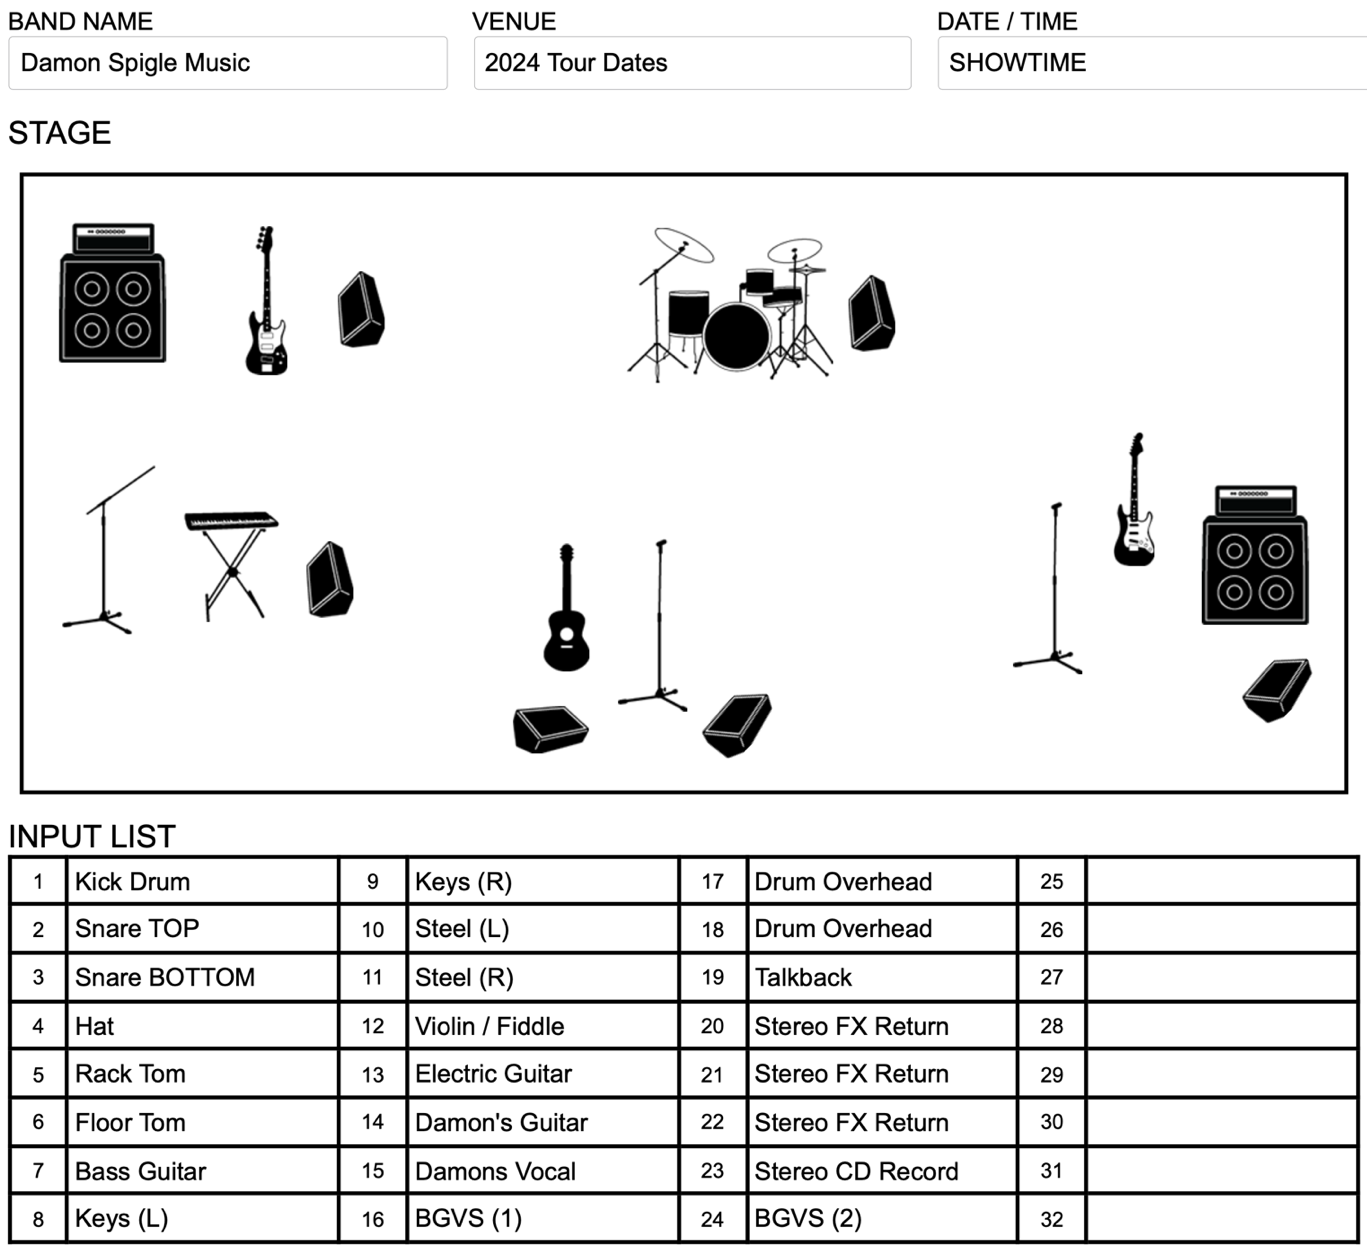 BAND NAME VENUE DATE / TIME
Damon Spigle Music 2024 Tour Dates SHOWTIME
STAGE
INPUT LIST
1 Kick Drum 9 Keys (R) 17 Drum Overhead 25
2 Snare TOP 10 Steel (L) 18 Drum Overhead 26
3 Snare BOTTOM 11 Steel (R) 19 Talkback 27
4 Hat 12 Violin / Fiddle 20 Stereo FX Return 28
5 Rack Tom 13 Electric Guitar 21 Stereo FX Return 29
6 Floor Tom 14 Damon's Guitar 22 Stereo FX Return 30
7 Bass Guitar 15 Damons Vocal 23 Stereo CD Record 31
8 Keys (L) 16 BGVS (1) 24 BGVS (2) 32